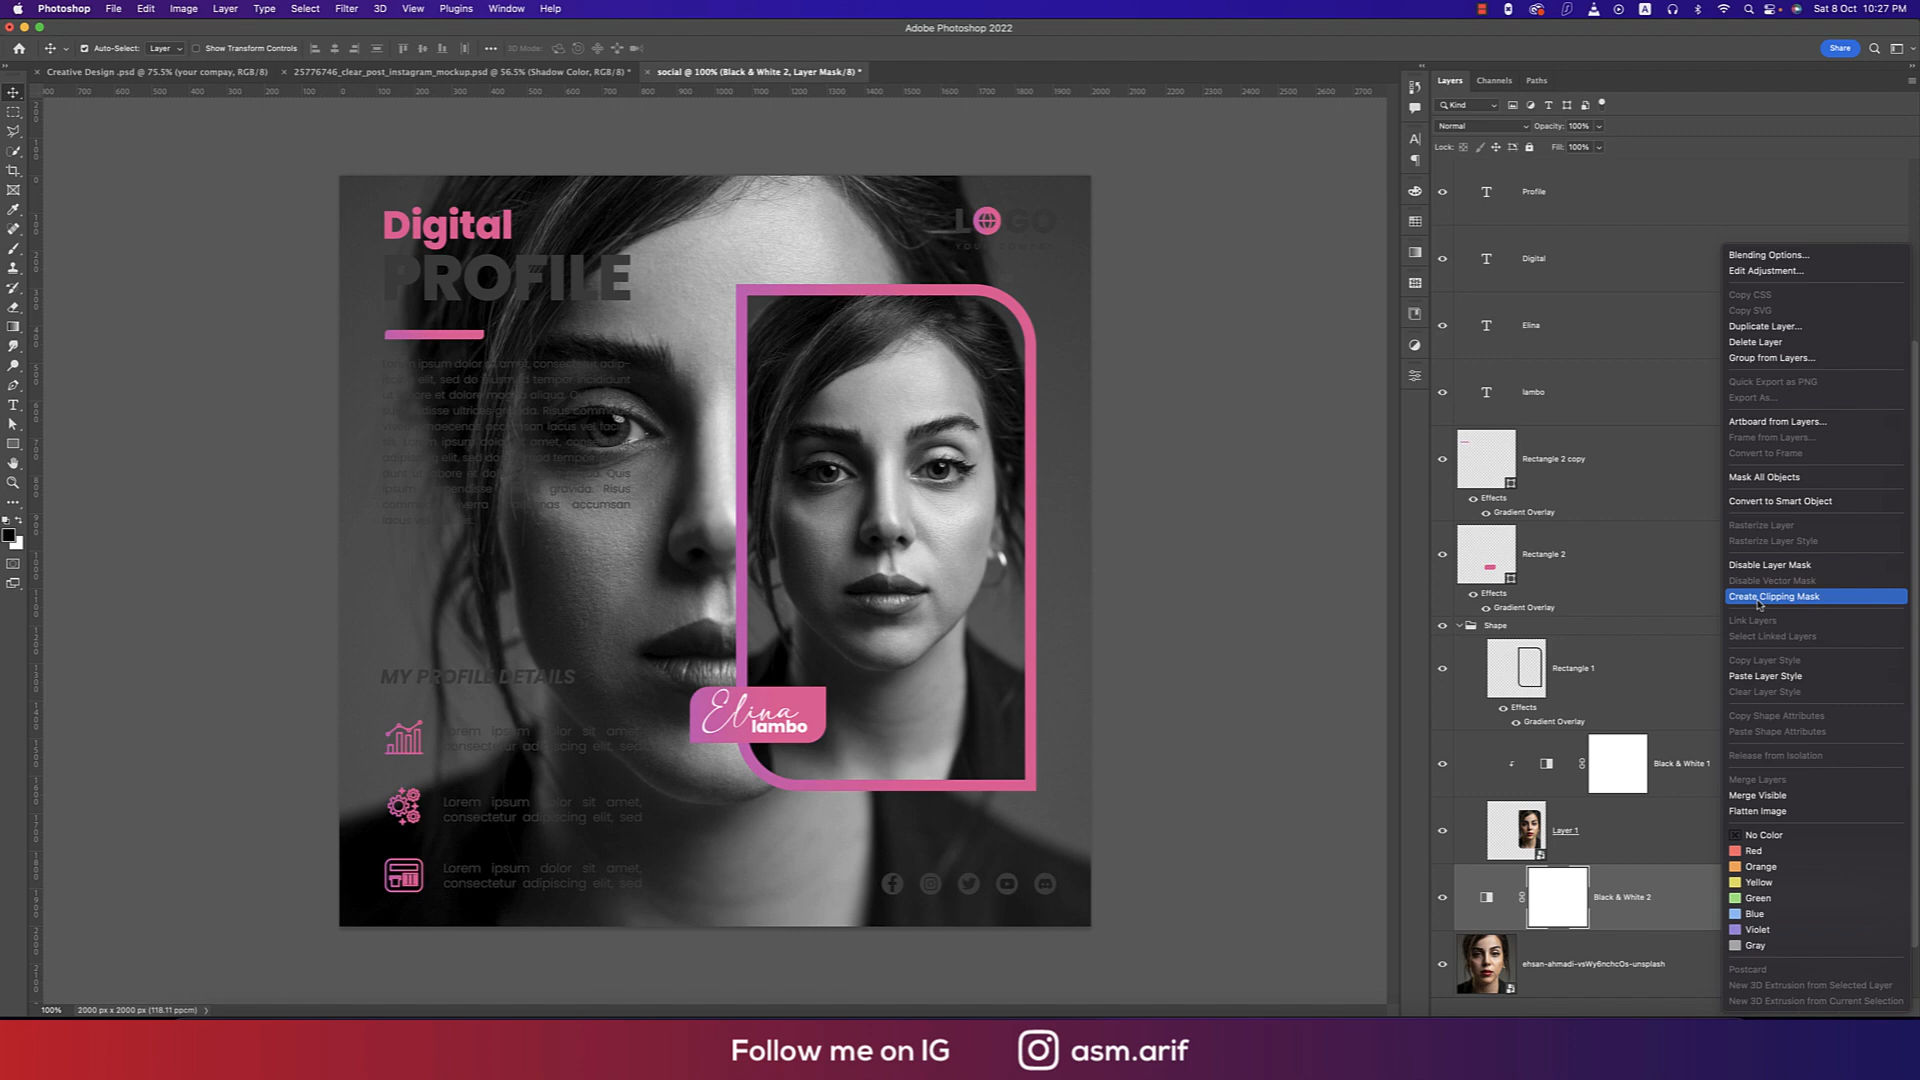 Photoshop File Edit Image Layer Type Select Filter 3D View Plugins Window Help
Sat 8 Oct 10:27 PM
Adobe Photoshop 2022
Auto-Select: Layer Show Transform Controls 3D Mode: Share
Creative Design .psd @ 75.5% (your compay, RGB/8)
25776746_clear_post_instagram_mockup.psd @ 56.5% (Shadow Color, RGB/8) *
social @ 100% (Black & White 2, Layer Mask/8) *
Layers Channels Paths
Kind
Normal Opacity: 100%
Lock: Fill: 100%
Profile
Digital
Elina
lambo
Rectangle 2 copy
Effects
Gradient Overlay
Rectangle 2
Effects
Gradient Overlay
Shape
Rectangle 1
Effects
Gradient Overlay
Black & White 1
Layer 1
Black & White 2
ehsan-ahmadi-vsWy6nchcOs-unsplash
Blending Options...
Edit Adjustment...
Copy CSS
Copy SVG
Duplicate Layer...
Delete Layer
Group from Layers...
Quick Export as PNG
Export As...
Artboard from Layers...
Frame from Layers...
Convert to Frame
Mask All Objects
Convert to Smart Object
Rasterize Layer
Rasterize Layer Style
Disable Layer Mask
Disable Vector Mask
Create Clipping Mask
Link Layers
Select Linked Layers
Copy Layer Style
Paste Layer Style
Clear Layer Style
Copy Shape Attributes
Paste Shape Attributes
Release from Isolation
Merge Layers
Merge Visible
Flatten Image
No Color
Red
Orange
Yellow
Green
Blue
Violet
Gray
Postcard
New 3D Extrusion from Selected Layer
New 3D Extrusion from Current Selection
Digital
PROFILE
LOGO
MY PROFILE DETAILS
Elina
lambo
Lorem ipsum dolor sit amet,
consectetur adipiscing elit, sed
Lorem ipsum dolor sit amet,
consectetur adipiscing elit, sed
Lorem ipsum dolor sit amet,
consectetur adipiscing elit, sed
100% 2000 px x 2000 px (118.11 ppcm)
Follow me on IG asm.arif